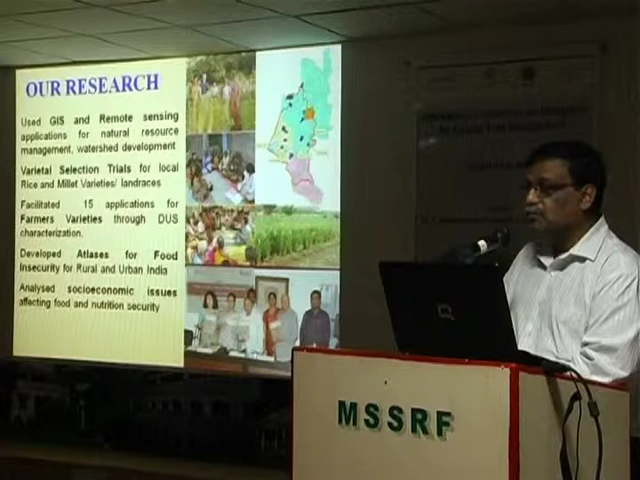 OUR RESEARCH
Used GIS and Remote sensing
applications for natural resource
management, watershed development
Varietal Selection Trials for local
Rice and Millet Varieties/ landraces
Facilitated 15 applications for
Farmers Varieties through DUS
characterization.
Developed Atlases for Food
Insecurity for Rural and Urban India
Analysed socioeconomic issues
affecting food and nutrition security
MSSRF